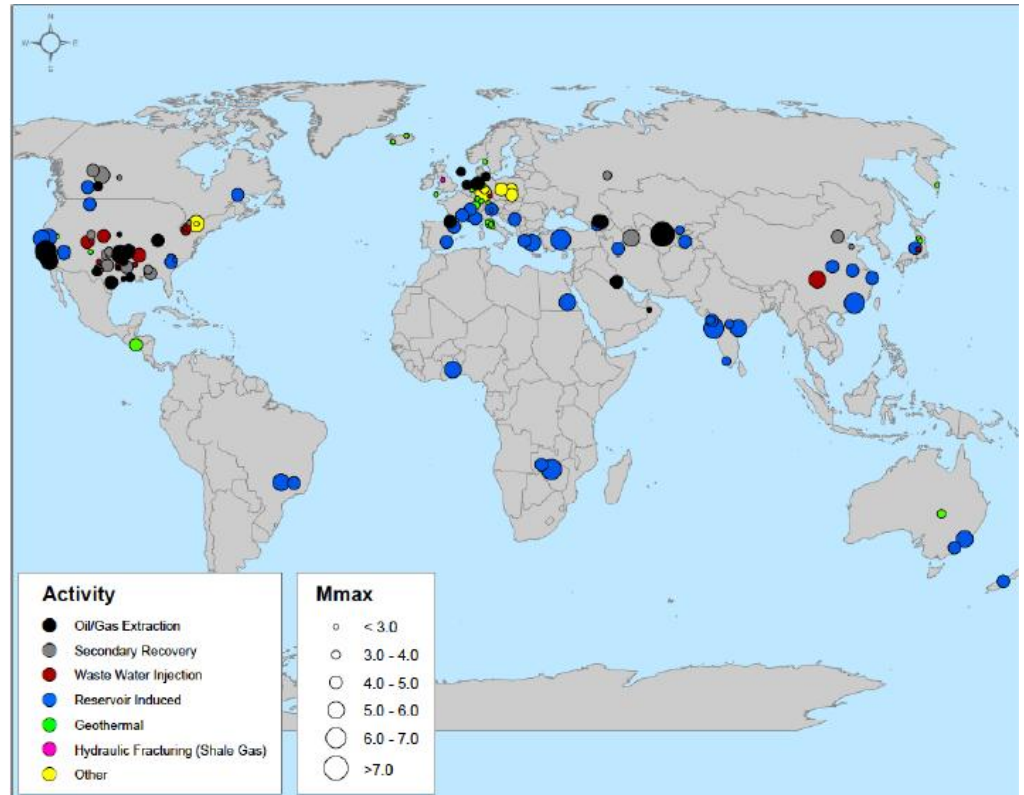 N
W E
S
Activity
Oil/Gas Extraction
Secondary Recovery
Waste Water Injection
Reservoir Induced
Geothermal
Hydraulic Fracturing (Shale Gas)
Other
Mmax
< 3.0
3.0 - 4.0
4.0 - 5.0
5.0 - 6.0
6.0 - 7.0
>7.0